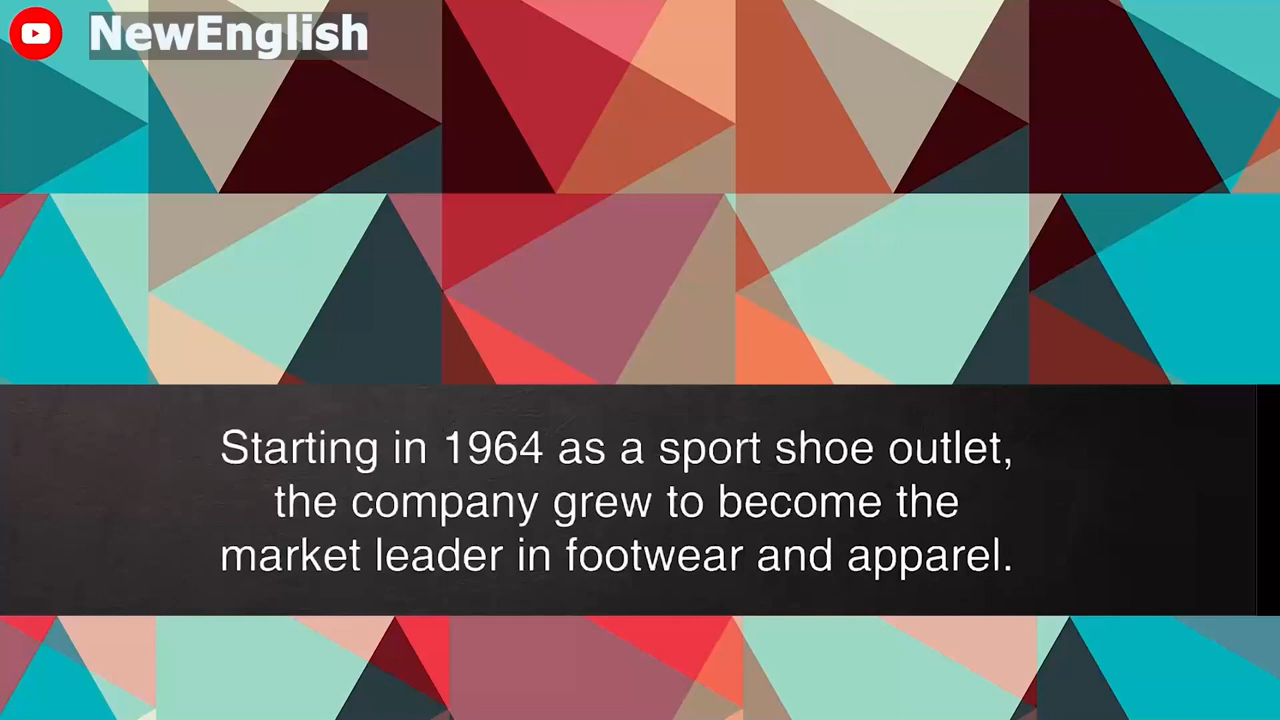 NewEnglish
Starting in 1964 as a sport shoe outlet,
the company grew to become the
market leader in footwear and apparel.